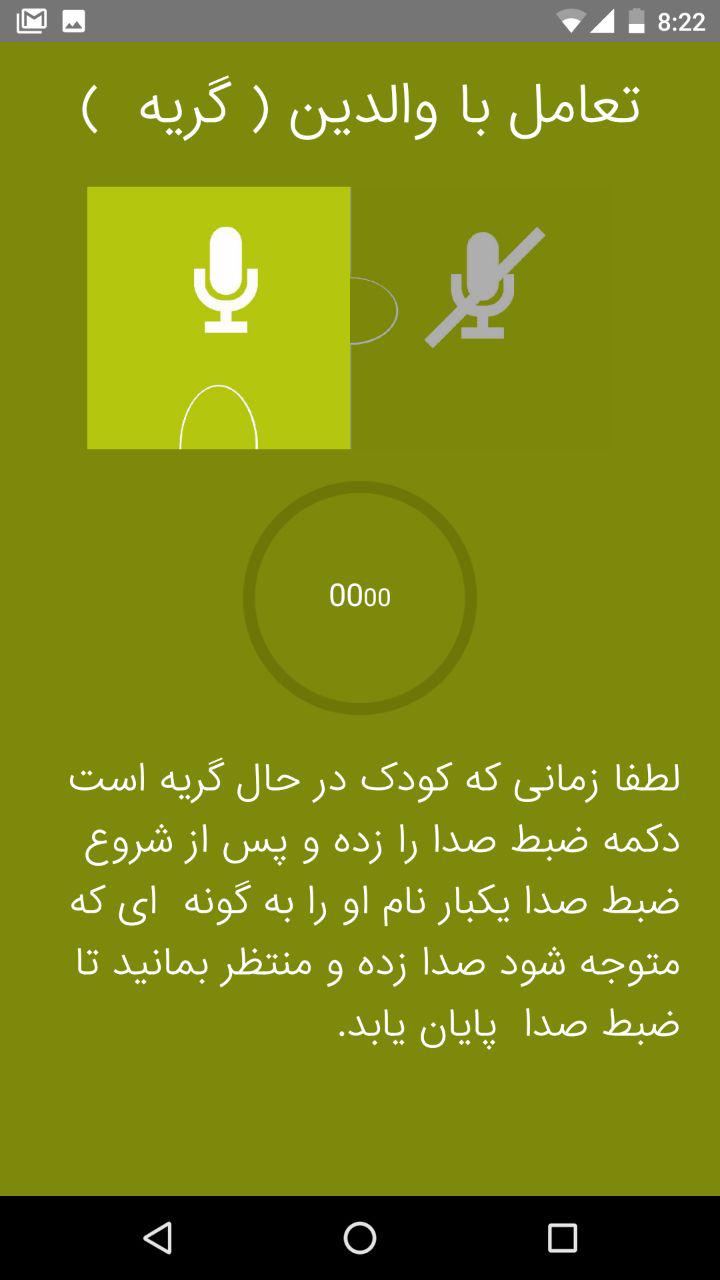 8:22
تعامل با والدین ( گریه )
0000
لطفا زمانی که کودک در حال گریه است
دکمه ضبط صدا را زده و پس از شروع
ضبط صدا یکبار نام او را به گونه ای که
متوجه شود صدا زده و منتظر بمانید تا
ضبط صدا پایان یابد.